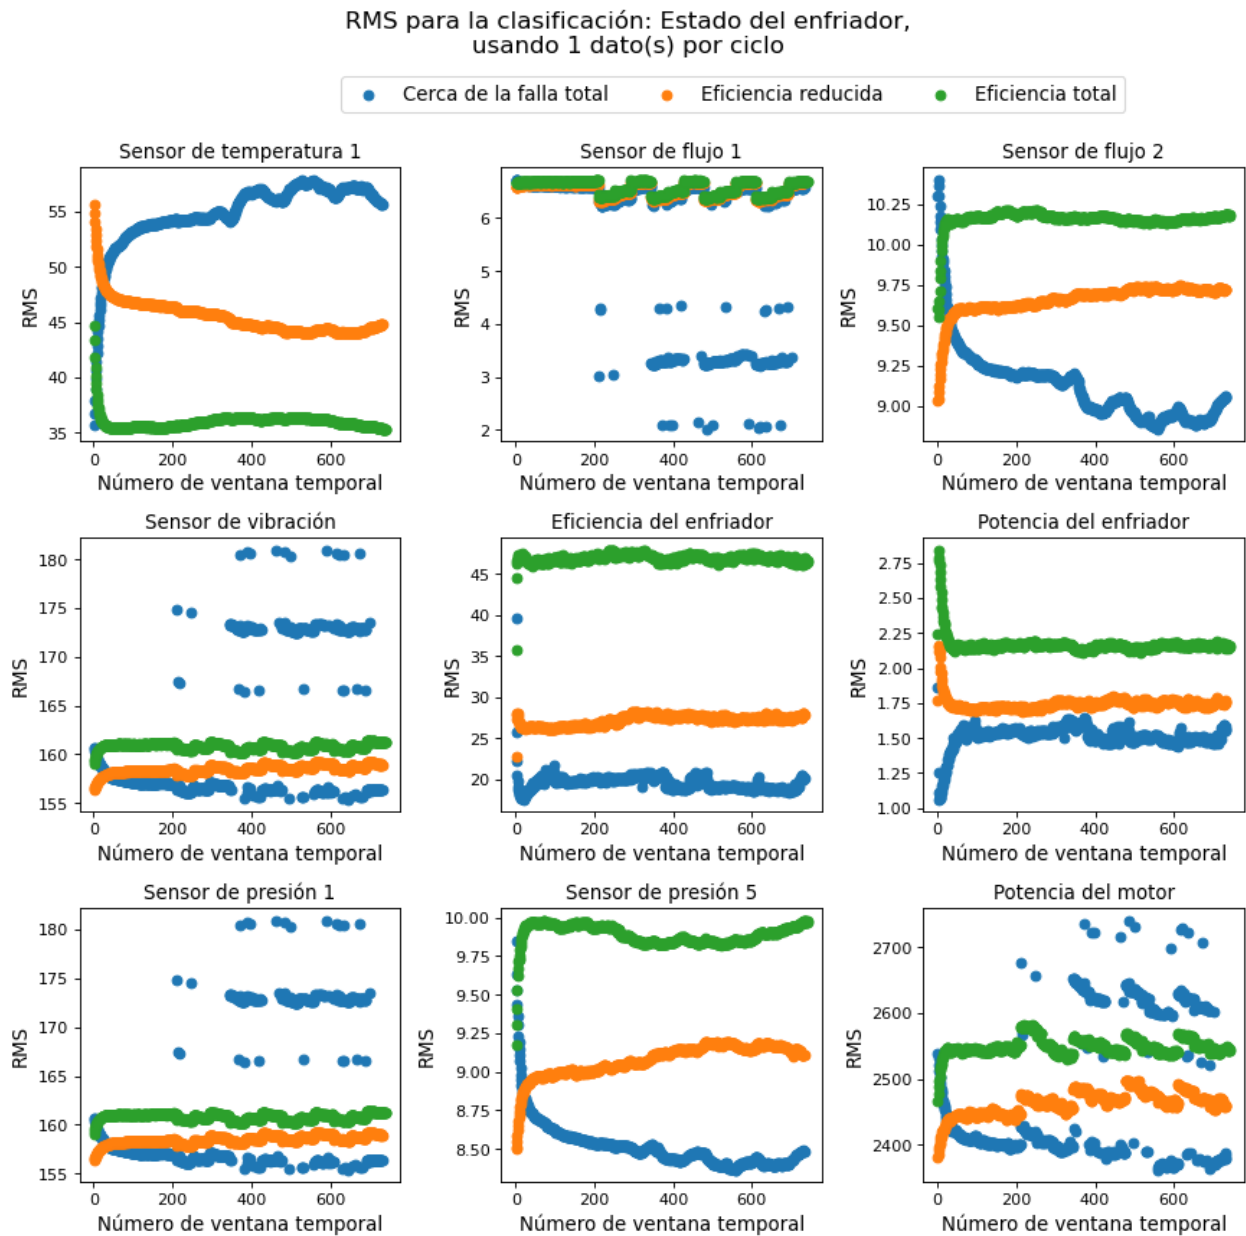 RMS para la clasificación: Estado del enfriador,
usando 1 dato(s) por ciclo
Cerca de la falla total Eficiencia reducida Eficiencia total
Sensor de temperatura 1
55
50
45
40
35
RMS
0 200 400 600
Número de ventana temporal
Sensor de flujo 1
6
5
4
3
2
RMS
0 200 400 600
Número de ventana temporal
Sensor de flujo 2
10.25
10.00
9.75
9.50
9.25
9.00
RMS
0 200 400 600
Número de ventana temporal
Sensor de vibración
180
175
170
165
160
155
RMS
0 200 400 600
Número de ventana temporal
Eficiencia del enfriador
45
40
35
30
25
20
RMS
0 200 400 600
Número de ventana temporal
Potencia del enfriador
2.75
2.50
2.25
2.00
1.75
1.50
1.25
1.00
RMS
0 200 400 600
Número de ventana temporal
Sensor de presión 1
180
175
170
165
160
155
RMS
0 200 400 600
Número de ventana temporal
Sensor de presión 5
10.00
9.75
9.50
9.25
9.00
8.75
8.50
RMS
0 200 400 600
Número de ventana temporal
Potencia del motor
2700
2600
2500
2400
RMS
0 200 400 600
Número de ventana temporal